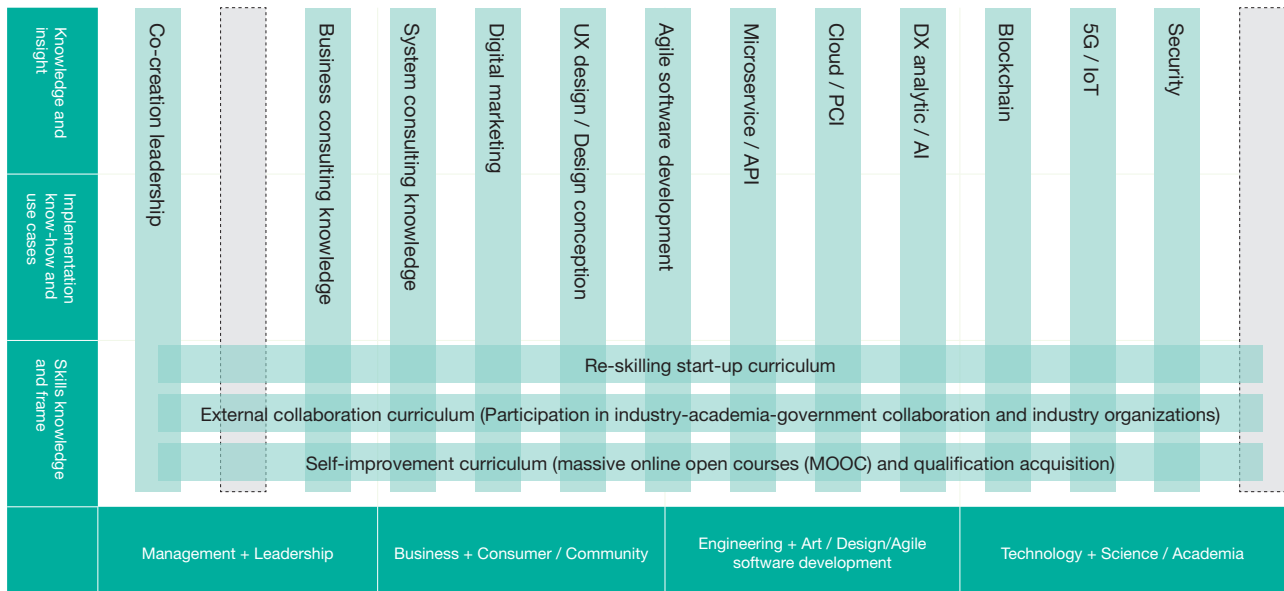 Knowledge and
insight
Co-creation leadership
Business consulting knowledge
System consulting knowledge
Digital marketing
UX design / Design conception
Agile software development
Microservice / API
Cloud / PCI
DX analytic / AI
Blockchain
5G / IoT
Security
Implementation
know-how and
use cases
Skills knowledge
and frame
Re-skilling start-up curriculum
External collaboration curriculum (Participation in industry-academia-government collaboration and industry organizations)
Self-improvement curriculum (massive online open courses (MOOC) and qualification acquisition)
Management + Leadership
Business + Consumer / Community
Engineering + Art / Design/Agile
software development
Technology + Science / Academia